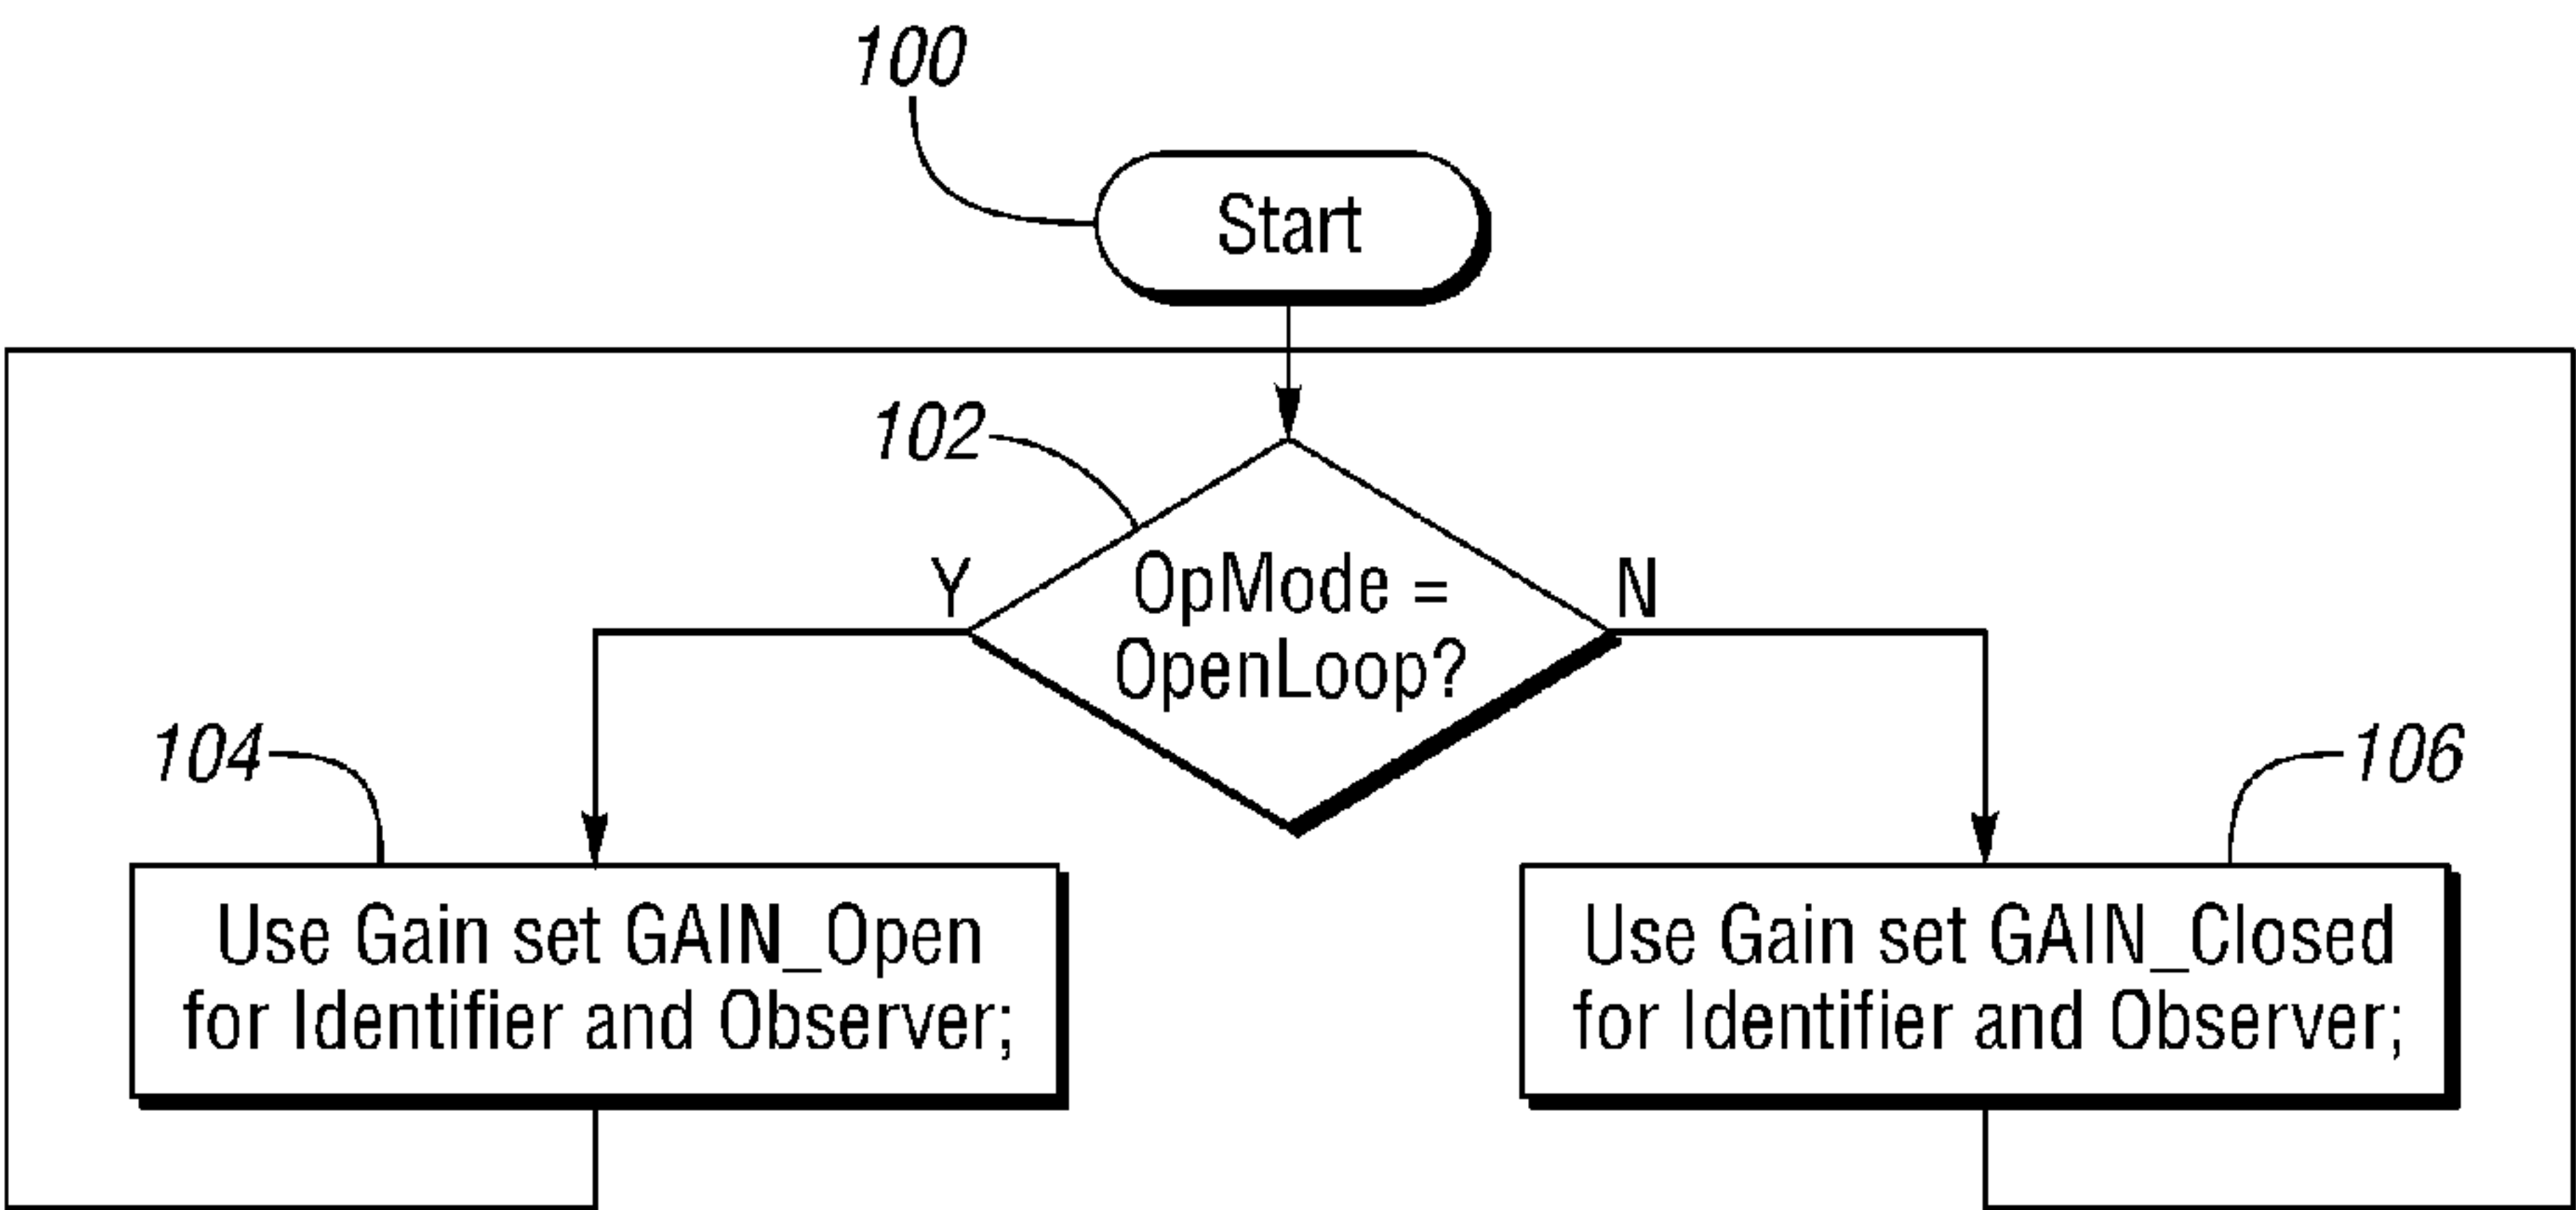 100
Start
102
Y
OpMode =
OpenLoop?
N
104
106
Use Gain set GAIN_Open
for Identifier and Observer;
Use Gain set GAIN_Closed
for Identifier and Observer;